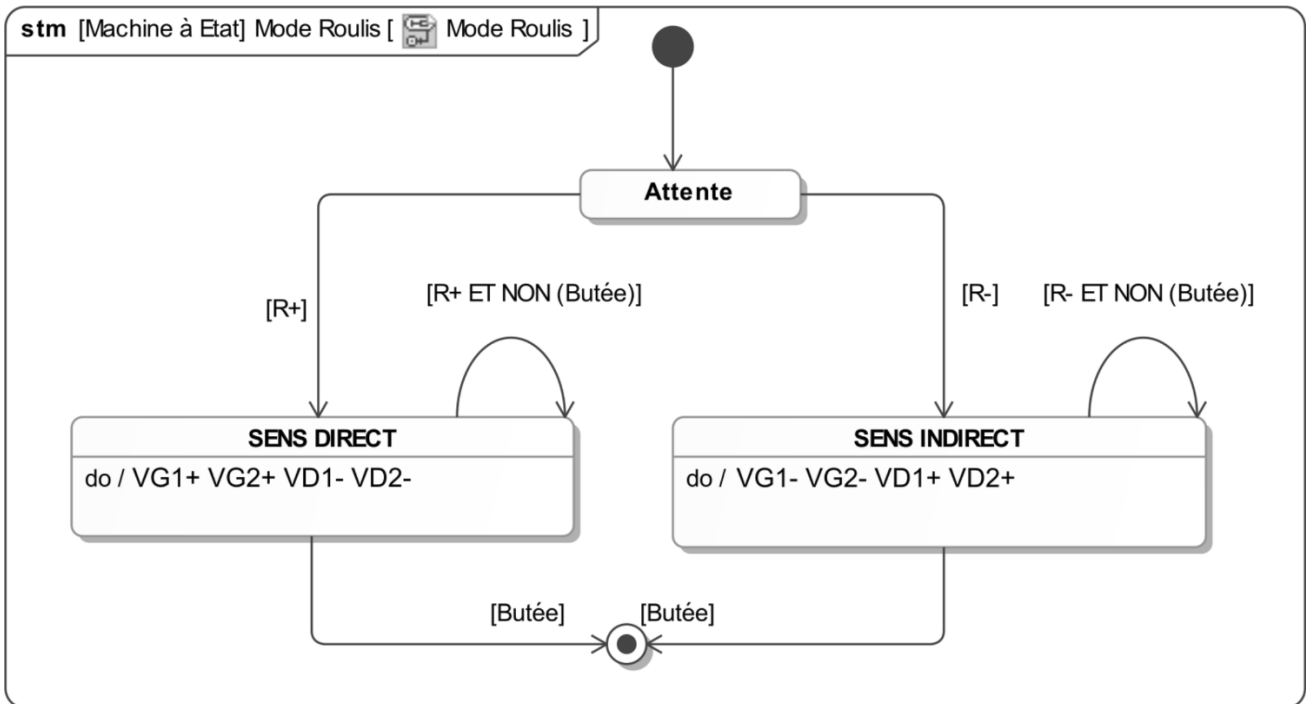 stm [Machine à Etat] Mode Roulis [ Mode Roulis ]
Attente
[R+]
[R+ ET NON (Butée)]
[R-]
[R- ET NON (Butée)]
SENS DIRECT
do / VG1+ VG2+ VD1- VD2-
SENS INDIRECT
do / VG1- VG2- VD1+ VD2+
[Butée]
[Butée]